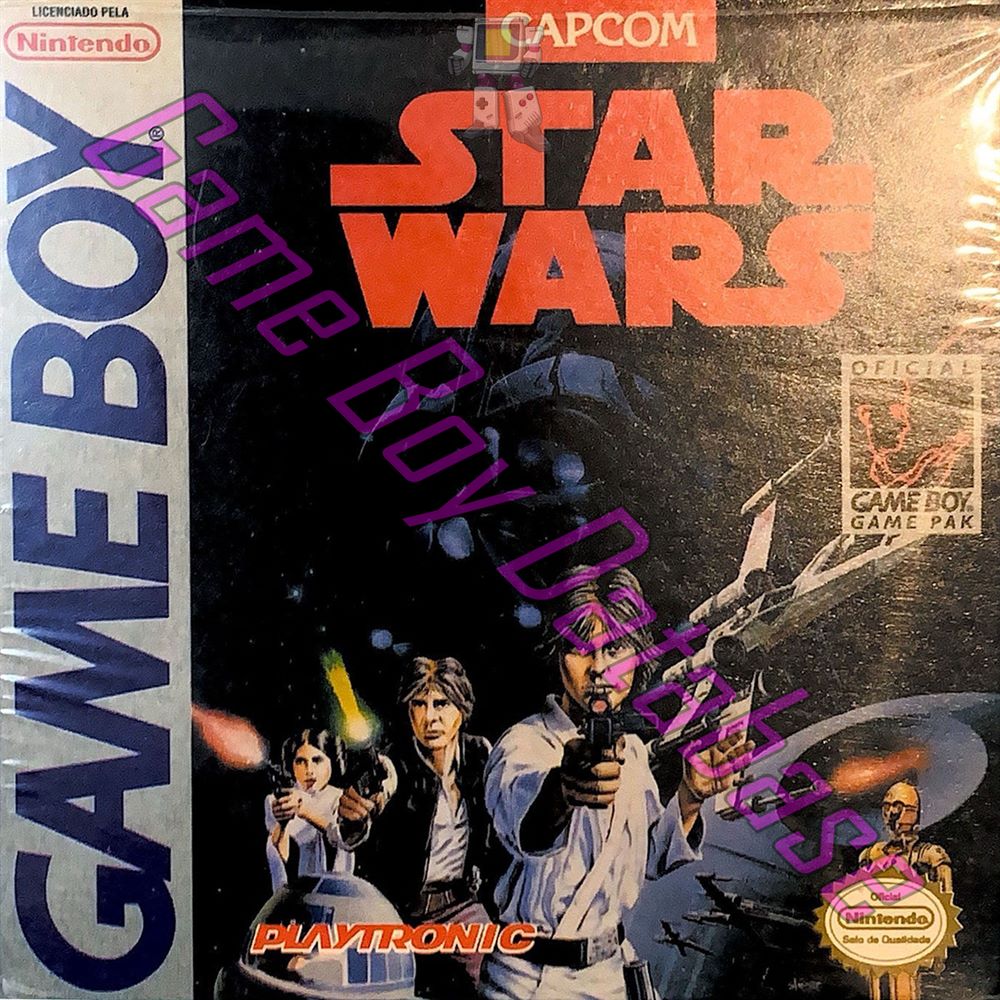 LICENCIADO PELA
Nintendo
GAME BOY®
CAPCOM
STAR
WARS
OFICIAL
GAME BOY®
GAME PAK
Game Boy Database
PLAYTRONIC
Oficial
Nintendo
Selo de Qualidade